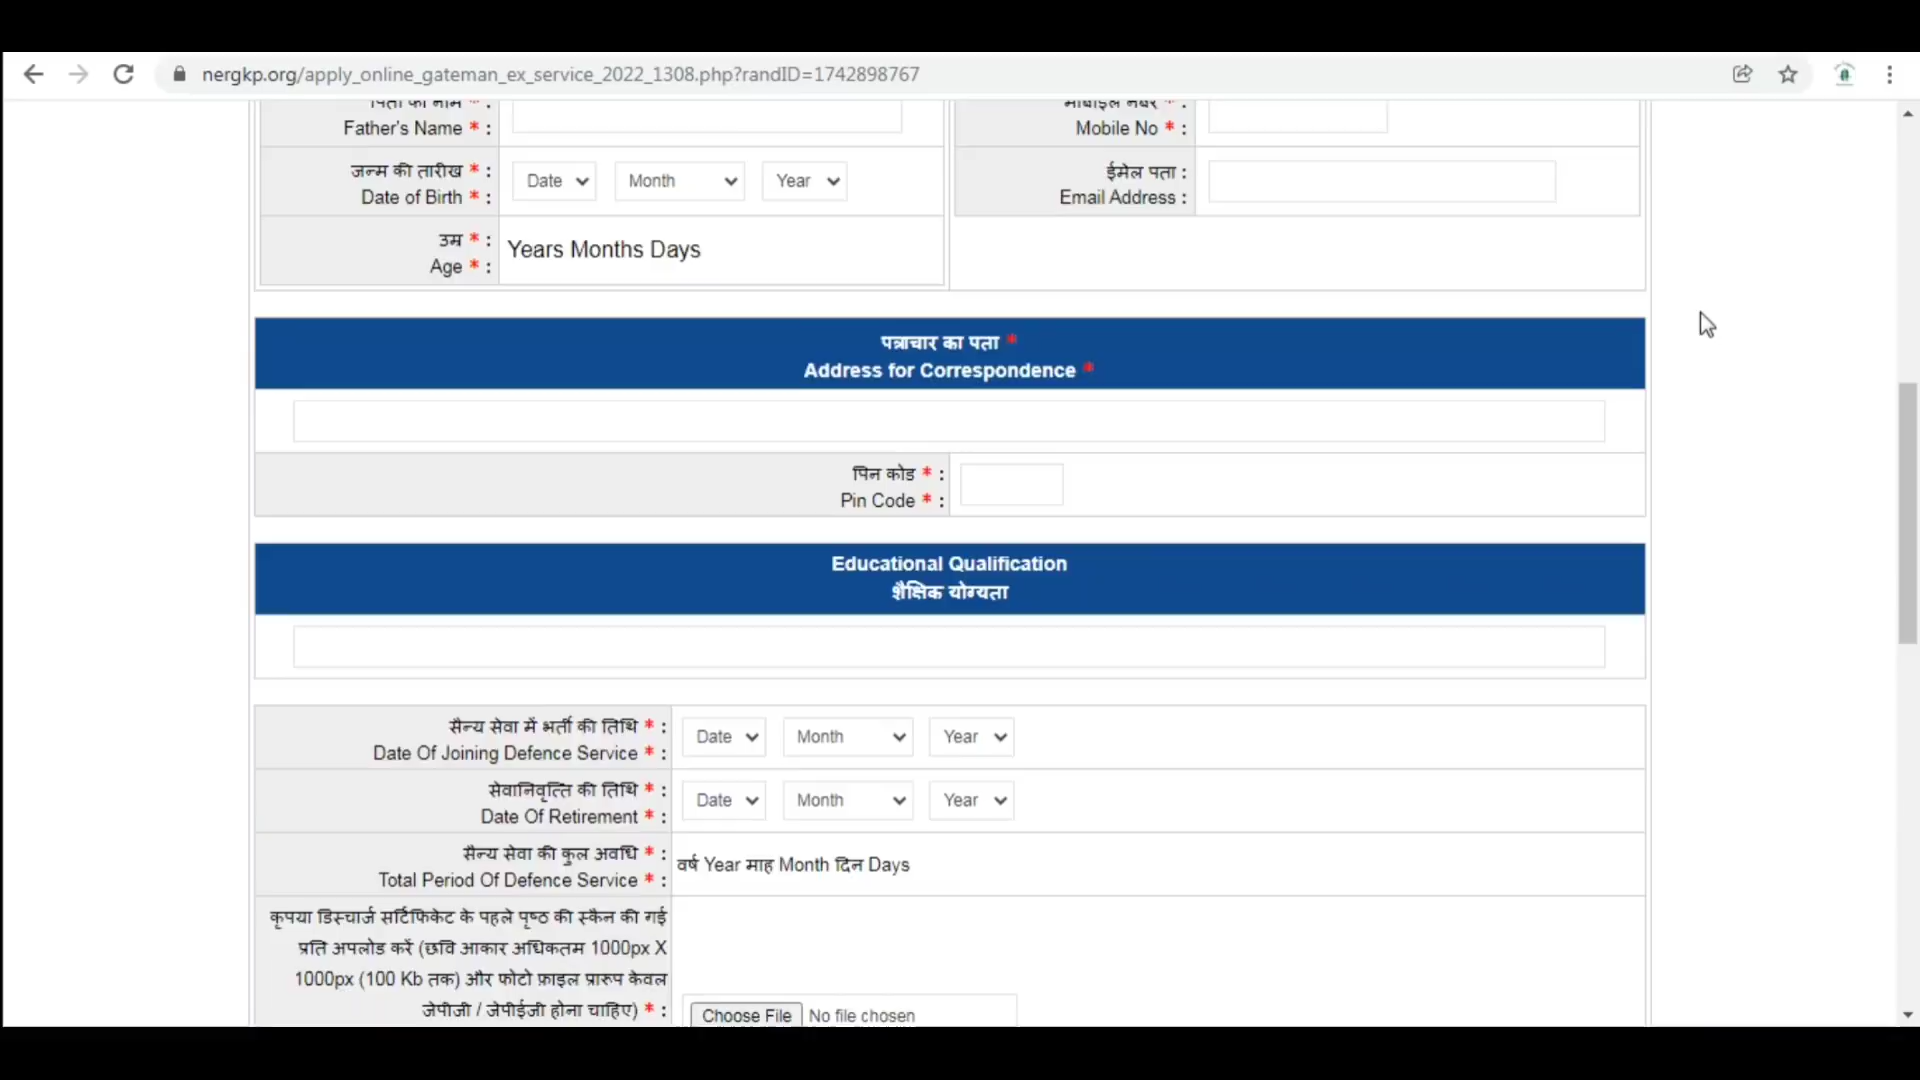 nergkp.org/apply_online_gateman_ex_service_2022_1308.php?randID=1742898767
पिता का नाम * :
Father's Name * :
मोबाइल नंबर * :
Mobile No * :
जन्म की तारीख * :
Date of Birth * :
Date Month Year
ईमेल पता :
Email Address :
उम्र * :
Age * :
Years Months Days
पत्राचार का पता *
Address for Correspondence *
पिन कोड * :
Pin Code * :
Educational Qualification
शैक्षिक योग्यता
सैन्य सेवा में भर्ती की तिथि * :
Date Of Joining Defence Service * :
Date Month Year
सेवानिवृत्ति की तिथि * :
Date Of Retirement * :
Date Month Year
सैन्य सेवा की कुल अवधि * :
Total Period Of Defence Service * :
वर्ष Year माह Month दिन Days
कृपया डिस्चार्ज सर्टिफिकेट के पहले पृष्ठ की स्कैन की गई
प्रति अपलोड करें (छवि आकार अधिकतम 1000px X
1000px (100 Kb तक) और फोटो फ़ाइल प्रारूप केवल
जेपीजी / जेपीईजी होना चाहिए) * :
Choose File No file chosen